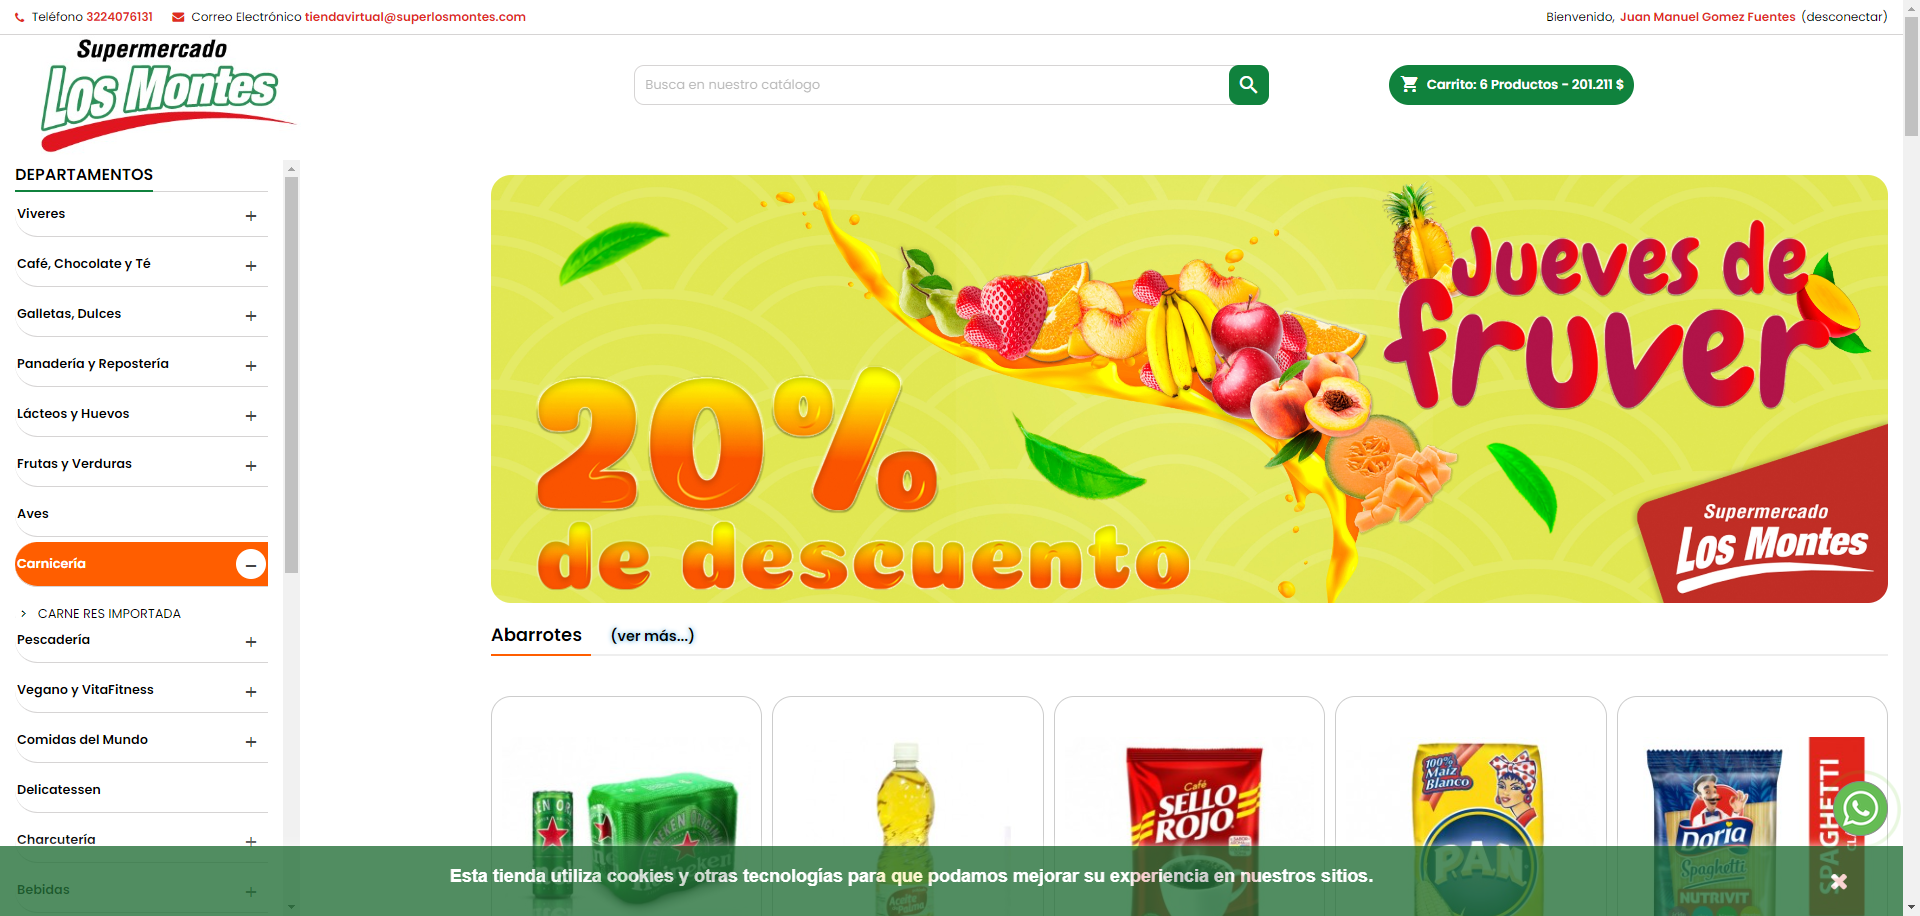 Teléfono 3224076131 Correo Electrónico tiendavirtual@superlosmontes.com
Bienvenido, Juan Manuel Gomez Fuentes (desconectar)
Supermercado
Los Montes
Busca en nuestro catálogo
Carrito: 6 Productos - 201.211 $
DEPARTAMENTOS
Viveres
Café, Chocolate y Té
Galletas, Dulces
Panadería y Repostería
Lácteos y Huevos
Frutas y Verduras
Aves
Carnicería
CARNE RES IMPORTADA
Pescadería
Vegano y VitaFitness
Comidas del Mundo
Delicatessen
Charcutería
Bebidas
Jueves de
fruver
20%
de descuento
Supermercado
Los Montes
Abarrotes (ver más...)
Café
SELLO
ROJO
100%
Maíz
Blanco
PAN
Doria
Spaghetti
NUTRIVIT
SPAGHETTI
Aceite
de Palma
Esta tienda utiliza cookies y otras tecnologías para que podamos mejorar su experiencia en nuestros sitios.